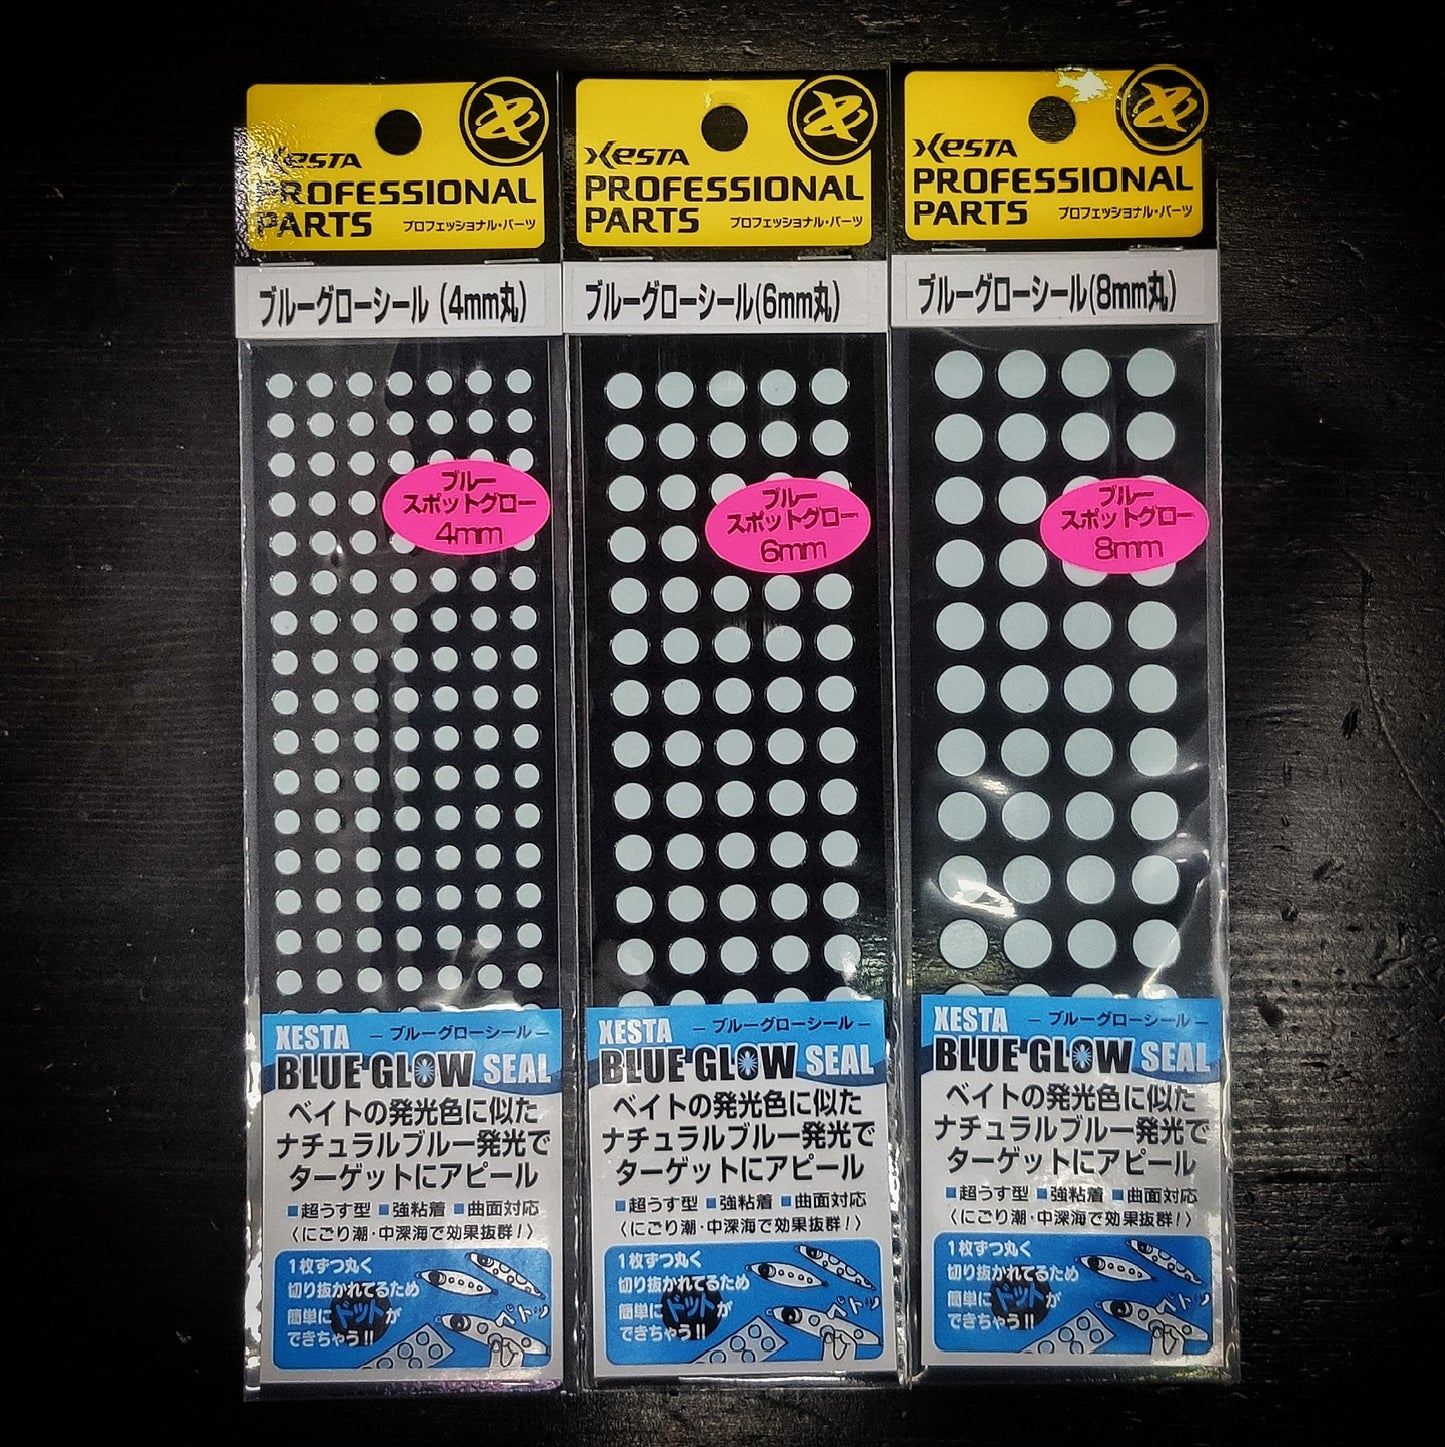 XESTA
PROFESSIONAL
PARTS プロフェッショナル・パーツ
ブルーグローシール (4mm丸)
ブルー
スポットグロー
4mm
XESTA −ブルーグローシール−
BLUE GLOW SEAL
ベイトの発光色に似た
ナチュラルブルー発光で
ターゲットにアピール
■超うす型 ■強粘着 ■曲面対応
〈にごり潮・中深海で効果抜群!〉
1枚ずつ丸く
切り抜かれてるため
簡単にドットが
できちゃう!!
ペトッ
XESTA
PROFESSIONAL
PARTS プロフェッショナル・パーツ
ブルーグローシール(6mm丸)
ブルー
スポットグロー
6mm
XESTA −ブルーグローシール−
BLUE GLOW SEAL
ベイトの発光色に似た
ナチュラルブルー発光で
ターゲットにアピール
■超うす型 ■強粘着 ■曲面対応
〈にごり潮・中深海で効果抜群!〉
1枚ずつ丸く
切り抜かれてるため
簡単にドットが
できちゃう!!
ペトッ
XESTA
PROFESSIONAL
PARTS プロフェッショナル・パーツ
ブルーグローシール(8mm丸)
ブルー
スポットグロー
8mm
XESTA −ブルーグローシール−
BLUE GLOW SEAL
ベイトの発光色に似た
ナチュラルブルー発光で
ターゲットにアピール
■超うす型 ■強粘着 ■曲面対応
〈にごり潮・中深海で効果抜群!〉
1枚ずつ丸く
切り抜かれてるため
簡単にドットが
できちゃう!!
ペトッ